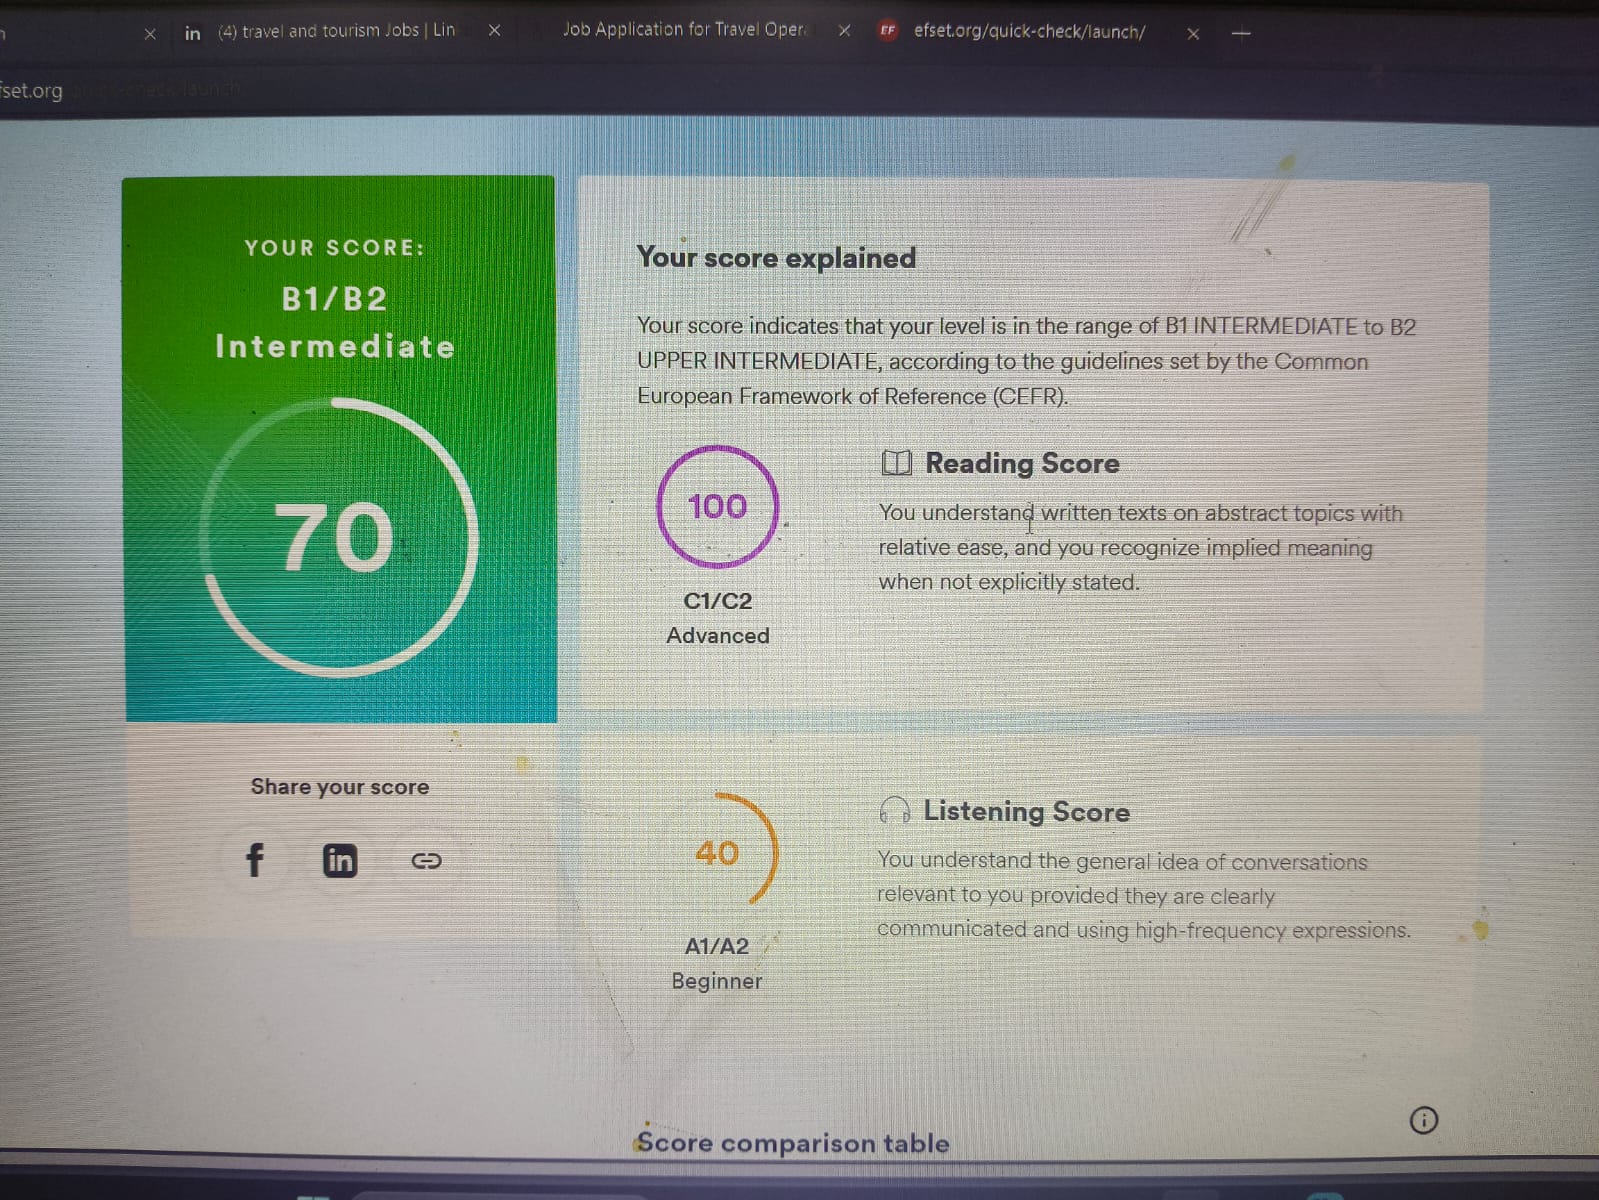 in (4) travel and tourism Jobs | Lin
Job Application for Travel Oper
EF efset.org/quick-check/launch/
fset.org
YOUR SCORE:
B1/B2
Intermediate
70
Share your score
f in
Your score explained
Your score indicates that your level is in the range of B1 INTERMEDIATE to B2
UPPER INTERMEDIATE, according to the guidelines set by the Common
European Framework of Reference (CEFR).
100
C1/C2
Advanced
Reading Score
You understand written texts on abstract topics with
relative ease, and you recognize implied meaning
when not explicitly stated.
40
A1/A2
Beginner
Listening Score
You understand the general idea of conversations
relevant to you provided they are clearly
communicated and using high-frequency expressions.
Score comparison table